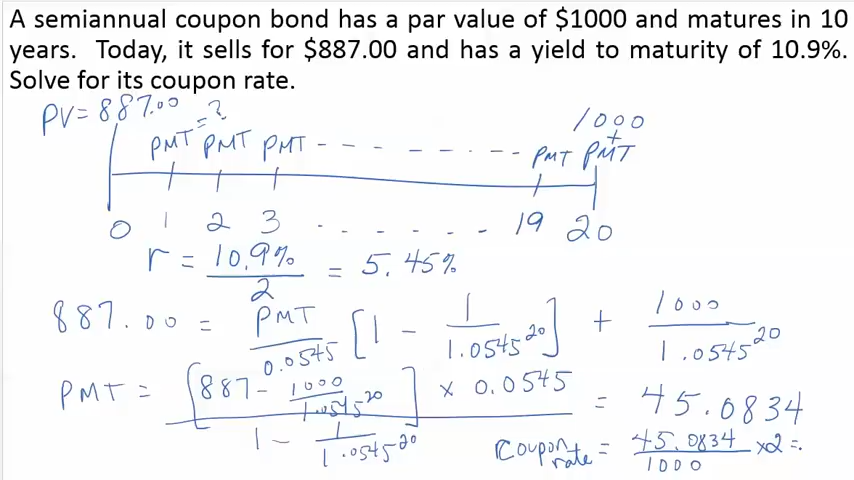 A semiannual coupon bond has a par value of $1000 and matures in 10
years. Today, it sells for $887.00 and has a yield to maturity of 10.9%.
Solve for its coupon rate.
PV = 887.00
= ?
1000
+
PMT PMT PMT - - - - - - - - - PMT PMT
0 1 2 3 . . . . . . . 19 20
r = 10.9% / 2 = 5.45%
887.00 = PMT / 0.0545 [1 - 1 / 1.0545^20] + 1000 / 1.0545^20
PMT = [887 - 1000 / 1.0545^20] x 0.0545 / 1 - 1 / 1.0545^20 = 45.0834
Coupon rate = 45.0834 / 1000 x2 =